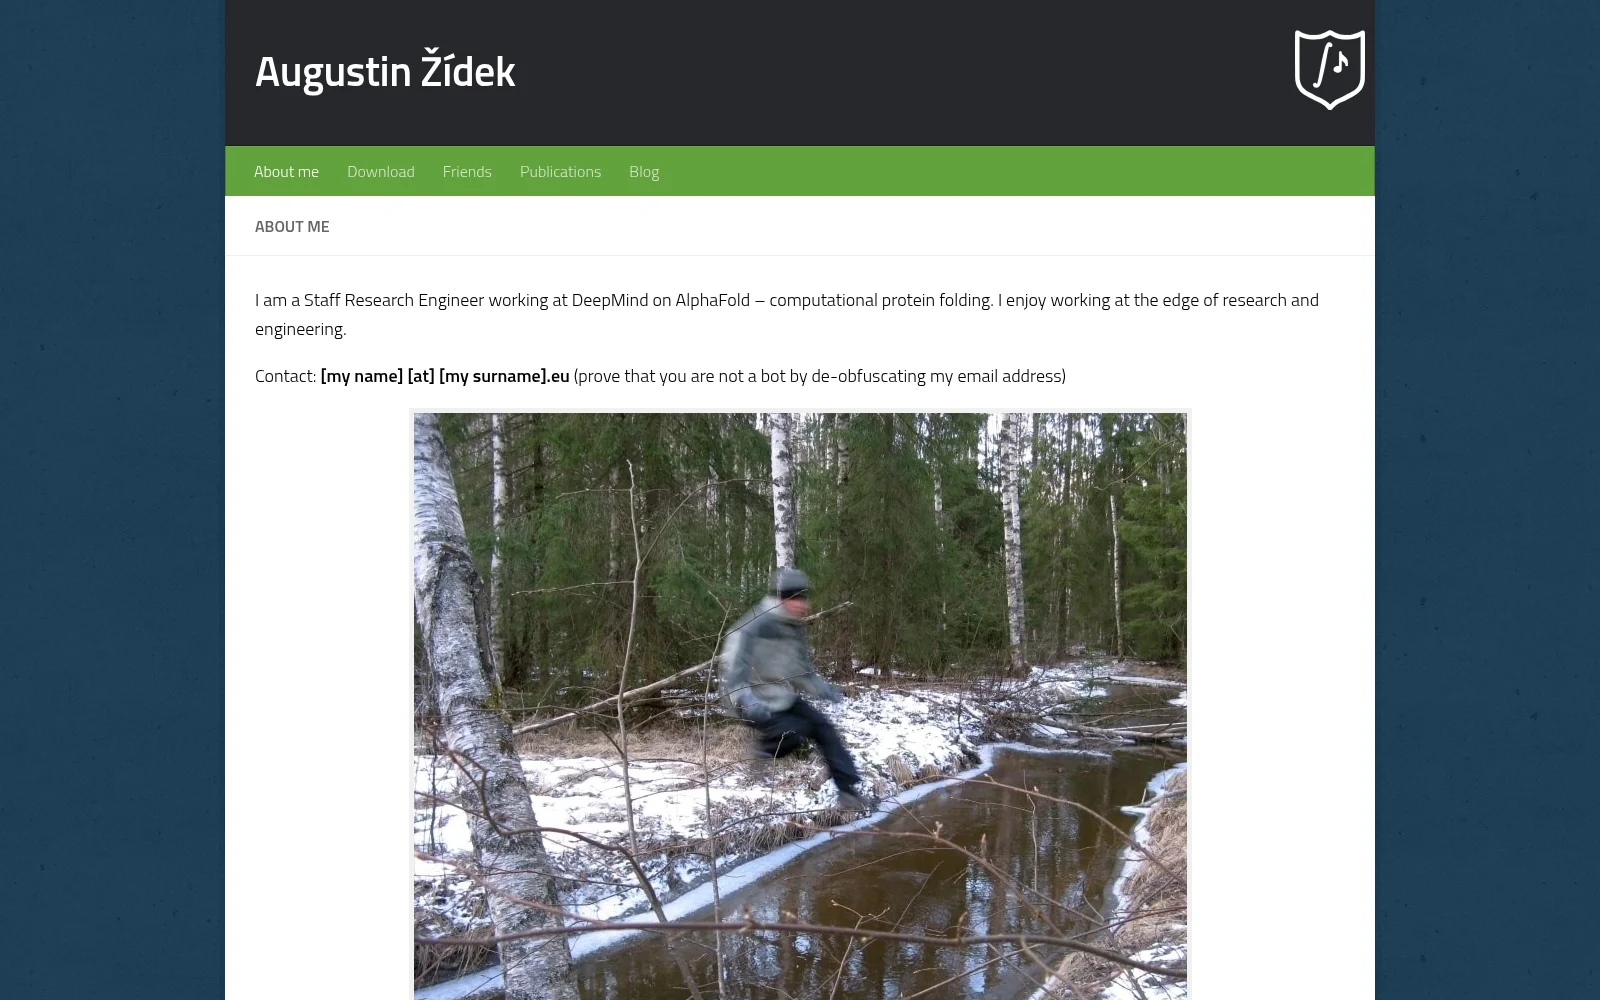 Augustin Žídek
About me Download Friends Publications Blog
ABOUT ME
I am a Staff Research Engineer working at DeepMind on AlphaFold – computational protein folding. I enjoy working at the edge of research and
engineering.
Contact: [my name] [at] [my surname].eu (prove that you are not a bot by de-obfuscating my email address)